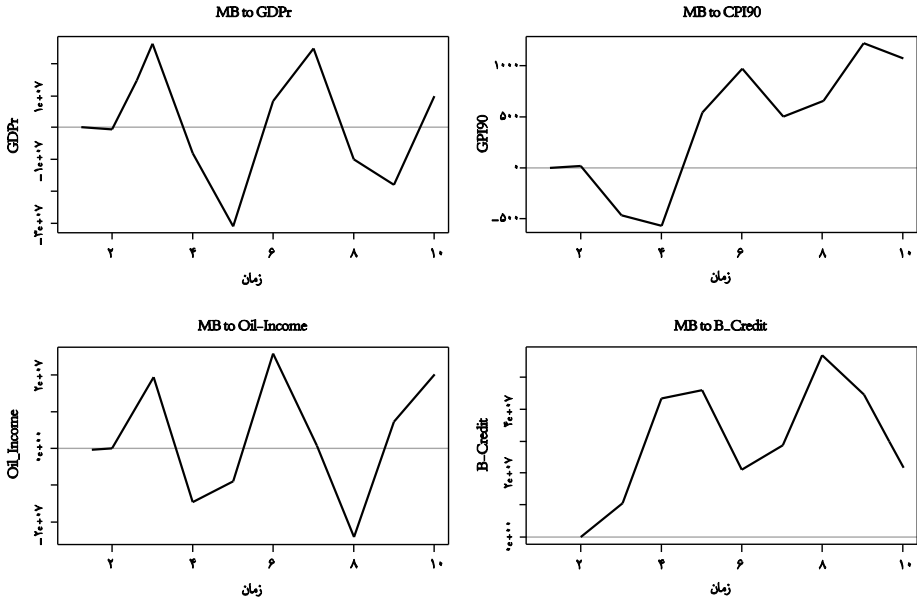 MB to GDPr
GDPr
۱e+۰۷
−۱e+۰۷
−۳e+۰۷
۲ ۴ ۶ ۸ ۱۰
زمان
MB to CPI90
GPI90
۱۰۰۰
۵۰۰
۰
−۵۰۰
۲ ۴ ۶ ۸ ۱۰
زمان
MB to Oil-Income
Oil_Income
۲e+۰۷
۰e+۰۰
−۲e+۰۷
۲ ۴ ۶ ۸ ۱۰
زمان
MB to B_Credit
B-Credit
۴e+۰۷
۲e+۰۷
۰e+۰۰
۲ ۴ ۶ ۸ ۱۰
زمان